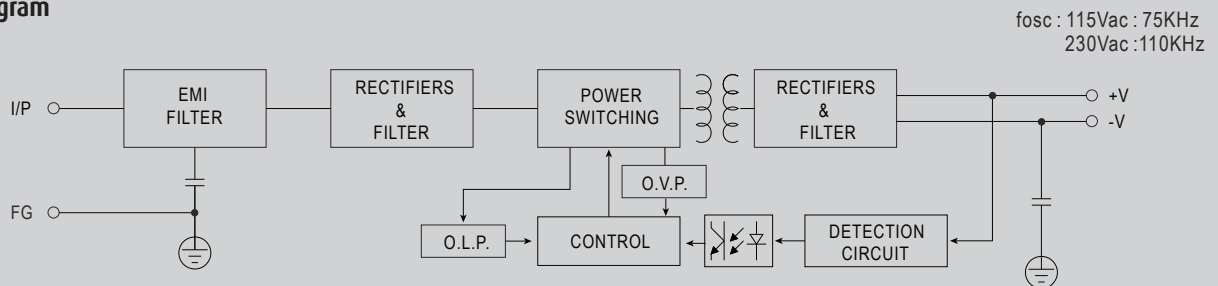 gram
fosc : 115Vac : 75KHz
230Vac :110KHz
I/P
EMI
FILTER
RECTIFIERS
&
FILTER
POWER
SWITCHING
RECTIFIERS
&
FILTER
+V
-V
O.V.P.
FG
O.L.P.
CONTROL
DETECTION
CIRCUIT